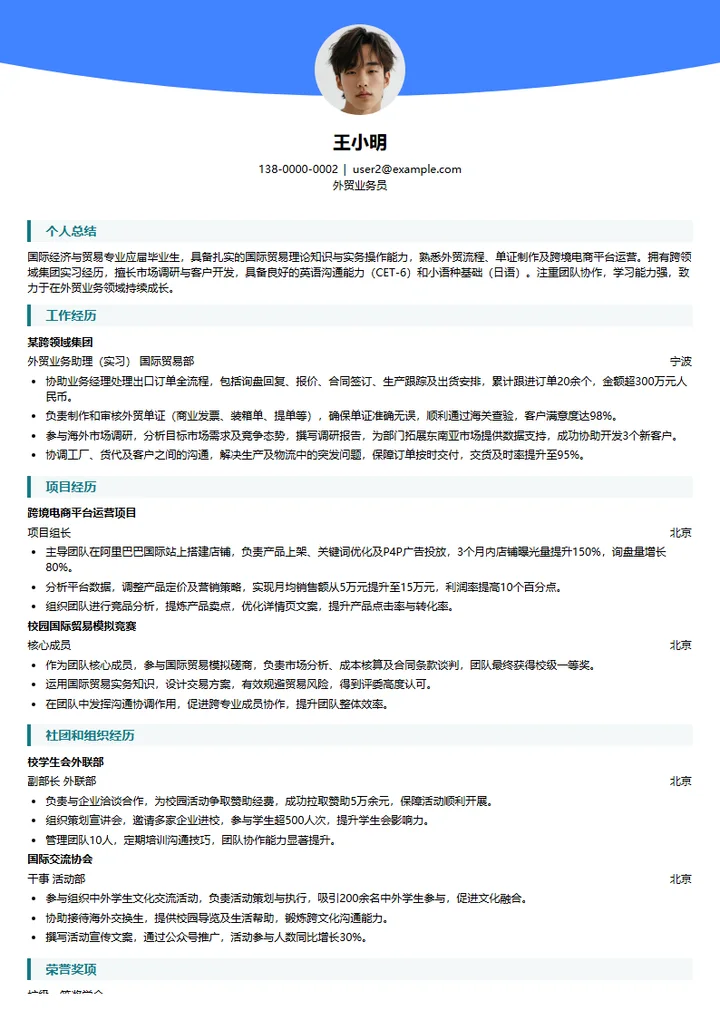 王小明
138-0000-0002 | user2@example.com
外贸业务员
个人总结
国际经济与贸易专业应届毕业生，具备扎实的国际贸易理论知识与实务操作能力，熟悉外贸流程、单证制作及跨境电商平台运营。拥有跨领
域集团实习经历，擅长市场调研与客户开发，具备良好的英语沟通能力（CET-6）和小语种基础（日语）。注重团队协作，学习能力强，致
力于在外贸业务领域持续成长。
工作经历
某跨领域集团
外贸业务助理（实习） 国际贸易部 宁波
• 协助业务经理处理出口订单全流程，包括询盘回复、报价、合同签订、生产跟踪及出货安排，累计跟进订单20余个，金额超300万元人
民币。
• 负责制作和审核外贸单证（商业发票、装箱单、提单等），确保单证准确无误，顺利通过海关查验，客户满意度达98%。
• 参与海外市场调研，分析目标市场需求及竞争态势，撰写调研报告，为部门拓展东南亚市场提供数据支持，成功协助开发3个新客户。
• 协调工厂、货代及客户之间的沟通，解决生产及物流中的突发问题，保障订单按时交付，交货及时率提升至95%。
项目经历
跨境电商平台运营项目
项目组长 北京
• 主导团队在阿里巴巴国际站上搭建店铺，负责产品上架、关键词优化及P4P广告投放，3个月内店铺曝光量提升150%，询盘量增长
80%。
• 分析平台数据，调整产品定价及营销策略，实现月均销售额从5万元提升至15万元，利润率提高10个百分点。
• 组织团队进行竞品分析，提炼产品卖点，优化详情页文案，提升产品点击率与转化率。
校园国际贸易模拟竞赛
核心成员 北京
• 作为团队核心成员，参与国际贸易模拟磋商，负责市场分析、成本核算及合同条款谈判，团队最终获得校级一等奖。
• 运用国际贸易实务知识，设计交易方案，有效规避贸易风险，得到评委高度认可。
• 在团队中发挥沟通协调作用，促进跨专业成员协作，提升团队整体效率。
社团和组织经历
校学生会外联部
副部长 外联部 北京
• 负责与企业洽谈合作，为校园活动争取赞助经费，成功拉取赞助5万余元，保障活动顺利开展。
• 组织策划宣讲会，邀请多家企业进校，参与学生超500人次，提升学生会影响力。
• 管理团队10人，定期培训沟通技巧，团队协作能力显著提升。
国际交流协会
干事 活动部 北京
• 参与组织中外学生文化交流活动，负责活动策划与执行，吸引200余名中外学生参与，促进文化融合。
• 协助接待海外交换生，提供校园导览及生活帮助，锻炼跨文化沟通能力。
• 撰写活动宣传文案，通过公众号推广，活动参与人数同比增长30%。
荣誉奖项